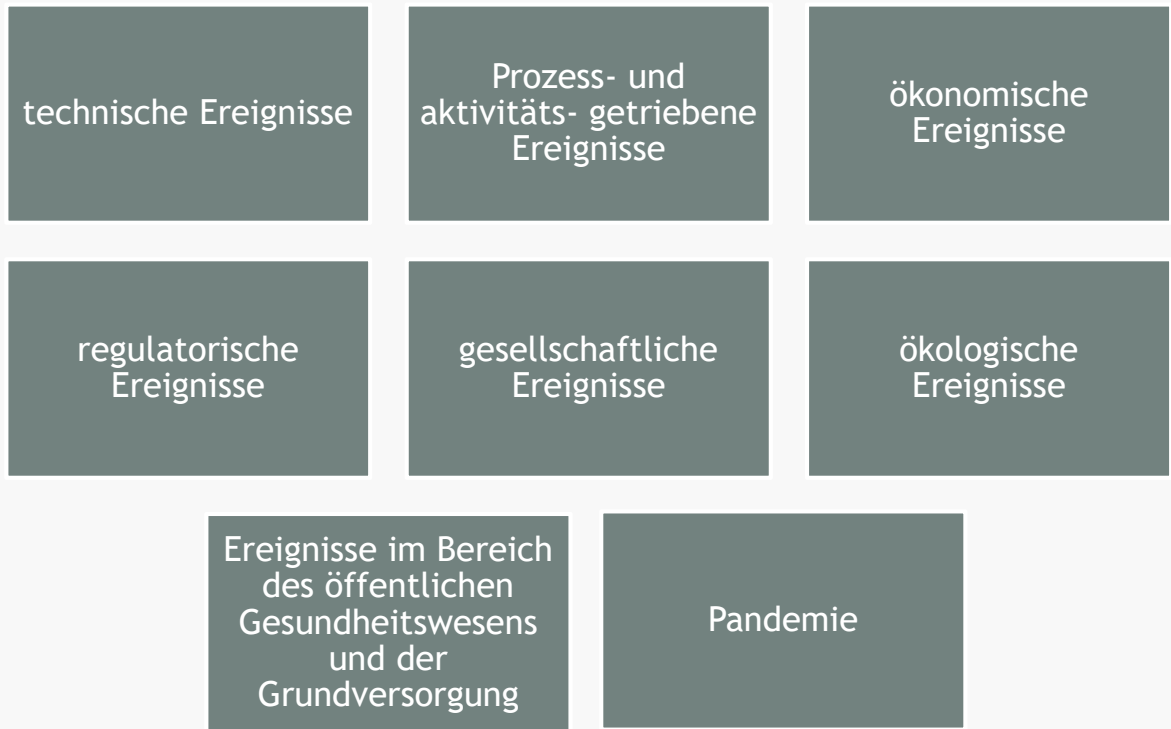 technische Ereignisse
Prozess- und
aktivitäts- getriebene
Ereignisse
ökonomische
Ereignisse
regulatorische
Ereignisse
gesellschaftliche
Ereignisse
ökologische
Ereignisse
Ereignisse im Bereich
des öffentlichen
Gesundheitswesens
und der
Grundversorgung
Pandemie